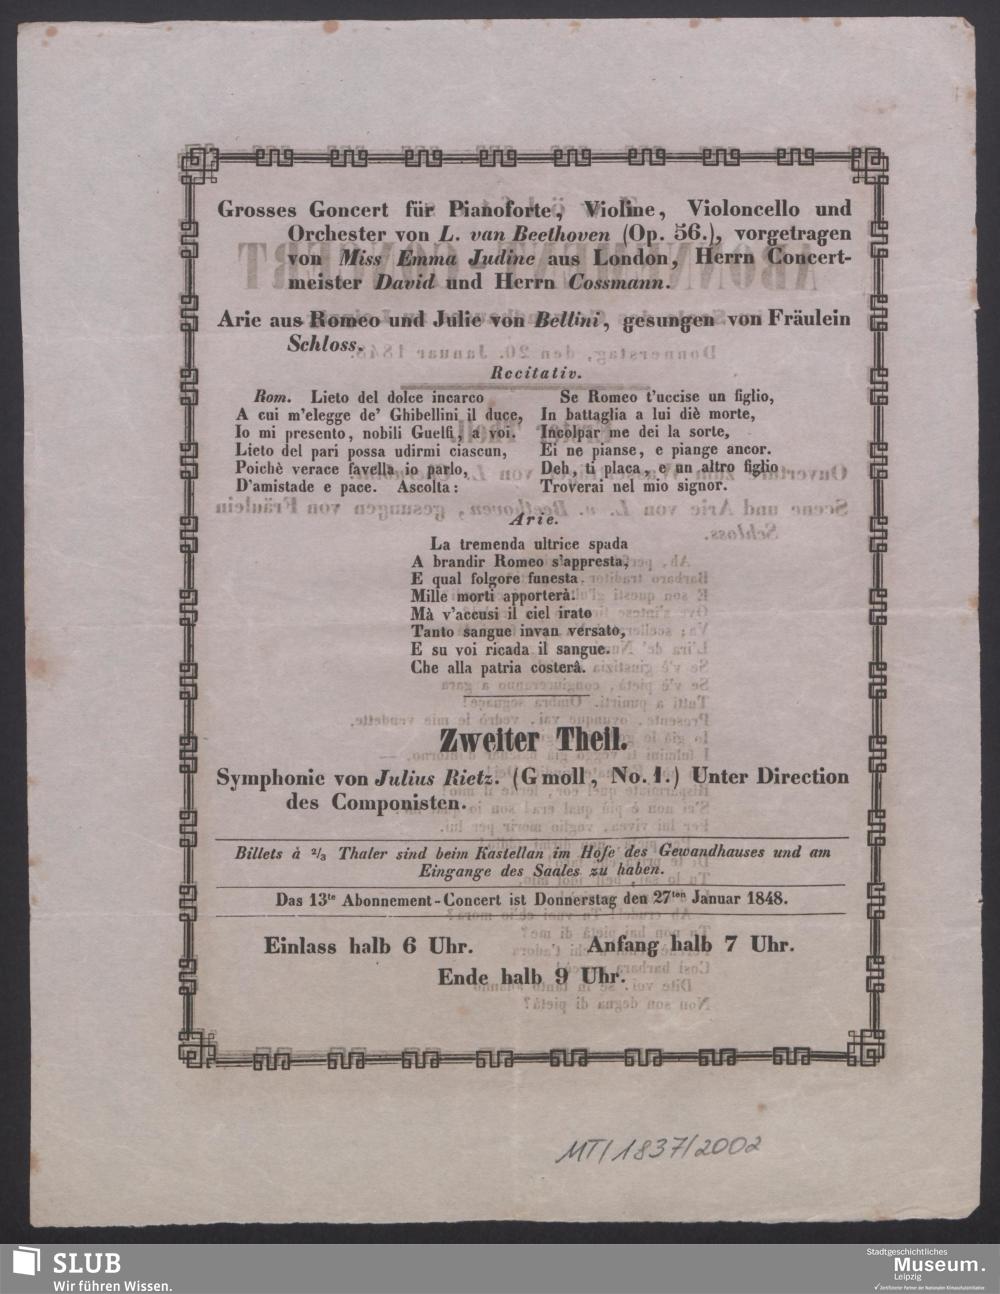 Grosses Goncert für Pianoforte, Violine, Violoncello und
Orchester von L. van Beethoven (Op. 56.), vorgetragen
von Miss Emma Judine aus London, Herrn Concert-
meister David und Herrn Cossmann.
Arie aus Romeo und Julie von Bellini, gesungen von Fräulein
Schloss.
Recitativ.
Rom. Lieto del dolce incarco
A cui m'elegge de' Ghibellini il duce,
Io mi presento, nobili Guelfi, a voi.
Lieto del pari possa udirmi ciascun,
Poichè verace favella io parlo,
D'amistade e pace. Ascolta:
Se Romeo t'uccise un figlio,
In battaglia a lui diè morte,
Incolpar me dei la sorte,
Ei ne pianse, e piange ancor.
Deh, ti placa, e un altro figlio
Troverai nel mio signor.
Arie.
La tremenda ultrice spada
A brandir Romeo s'appresta,
E qual folgore funesta
Mille morti apporterà.
Mà v'accusi il ciel irato
Tanto sangue invan versato,
E su voi ricada il sangue
Che alla patria costerâ.
Zweiter Theil.
Symphonie von Julius Rietz. (G moll, No. 1.) Unter Direction
des Componisten.
Billets à 2/3 Thaler sind beim Kastellan im Hofe des Gewandhauses und am
Eingange des Saales zu haben.
Das 13te Abonnement-Concert ist Donnerstag den 27ten Januar 1848.
Einlass halb 6 Uhr. Anfang halb 7 Uhr.
Ende halb 9 Uhr.
MT/1837/2002
SLUB
Wir führen Wissen.
Stadtgeschichtliches
Museum.
Leipzig
Zertifizierter Partner der Nationalen Klimaschutzinitiative